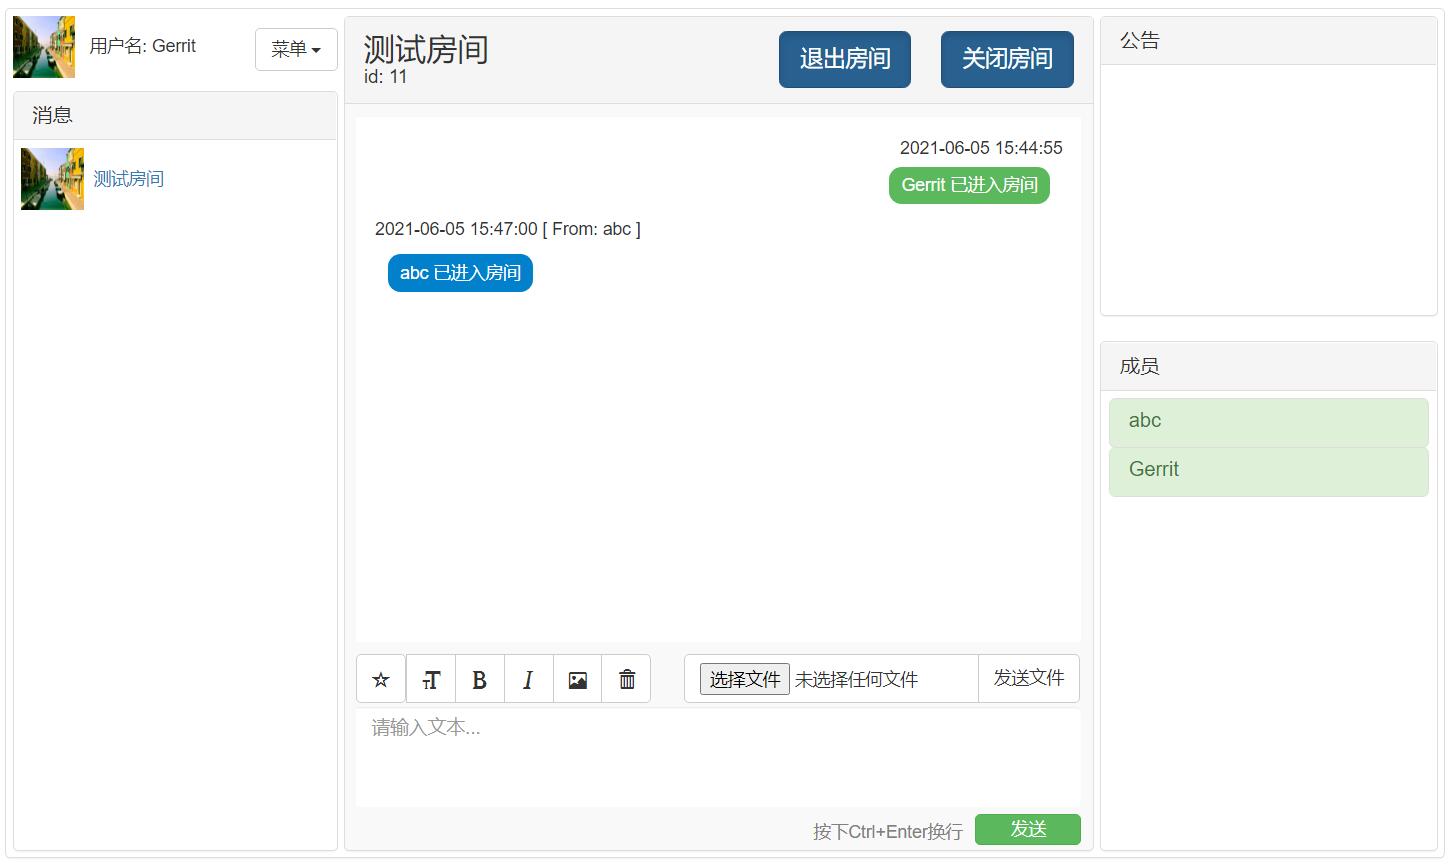 用户名: Gerrit
菜单
消息
测试房间
测试房间
id: 11
退出房间
关闭房间
2021-06-05 15:44:55
Gerrit 已进入房间
2021-06-05 15:47:00 [ From: abc ]
abc 已进入房间
T
B
I
选择文件 未选择任何文件
发送文件
请输入文本...
按下Ctrl+Enter换行
发送
公告
成员
abc
Gerrit